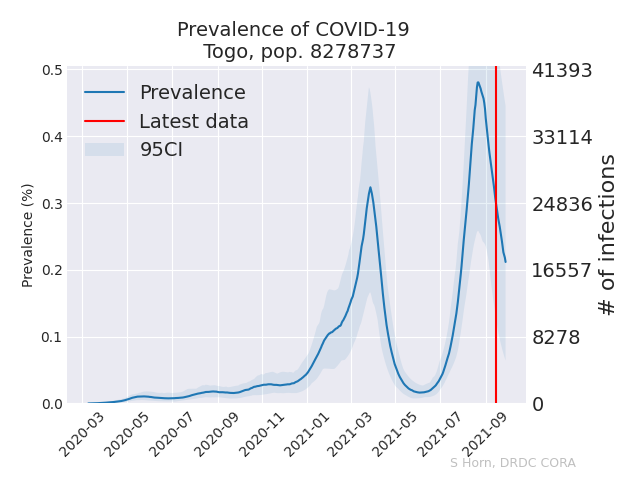 Prevalence of COVID-19
Togo, pop. 8278737
Prevalence
Latest data
95CI
Prevalence (%)
0.5
0.4
0.3
0.2
0.1
0.0
41393
33114
24836
16557
8278
0
# of infections
2020-03
2020-05
2020-07
2020-09
2020-11
2021-01
2021-03
2021-05
2021-07
2021-09
S Horn, DRDC CORA